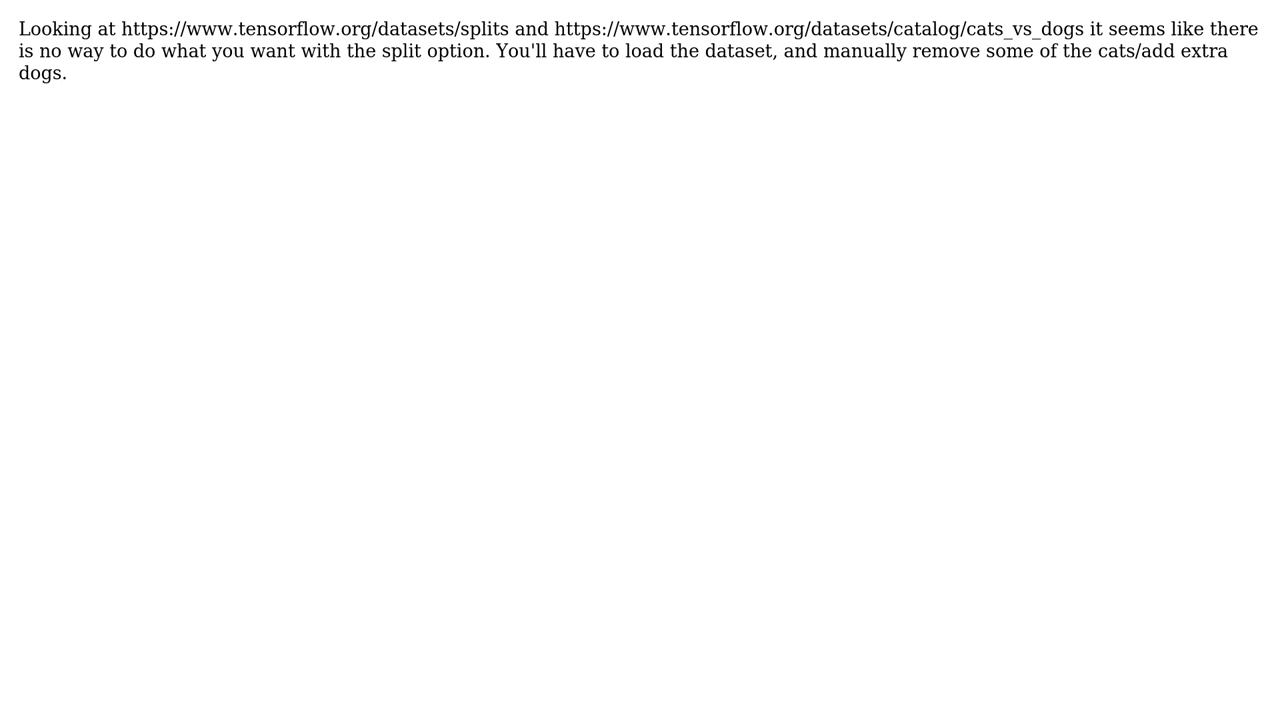 Looking at https://www.tensorflow.org/datasets/splits and https://www.tensorflow.org/datasets/catalog/cats_vs_dogs it seems like there
is no way to do what you want with the split option. You'll have to load the dataset, and manually remove some of the cats/add extra
dogs.